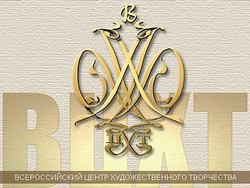 В
ВЦХТ
ВСЕРОССИЙСКИЙ ЦЕНТР ХУДОЖЕСТВЕННОГО ТВОРЧЕСТВА